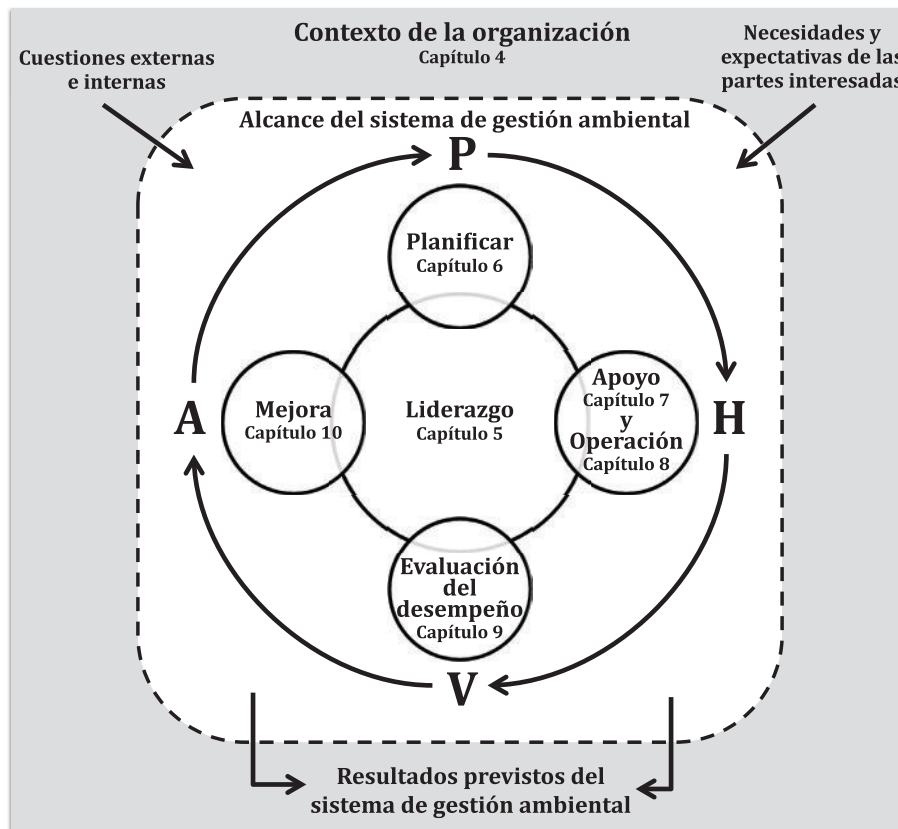 Contexto de la organización
Capítulo 4
Cuestiones externas
e internas
Necesidades y
expectativas de las
partes interesadas
Alcance del sistema de gestión ambiental
P
Planificar
Capítulo 6
A
Mejora
Capítulo 10
Liderazgo
Capítulo 5
Apoyo
Capítulo 7
y
Operación
Capítulo 8
H
Evaluación
del
desempeño
Capítulo 9
V
Resultados previstos del
sistema de gestión ambiental